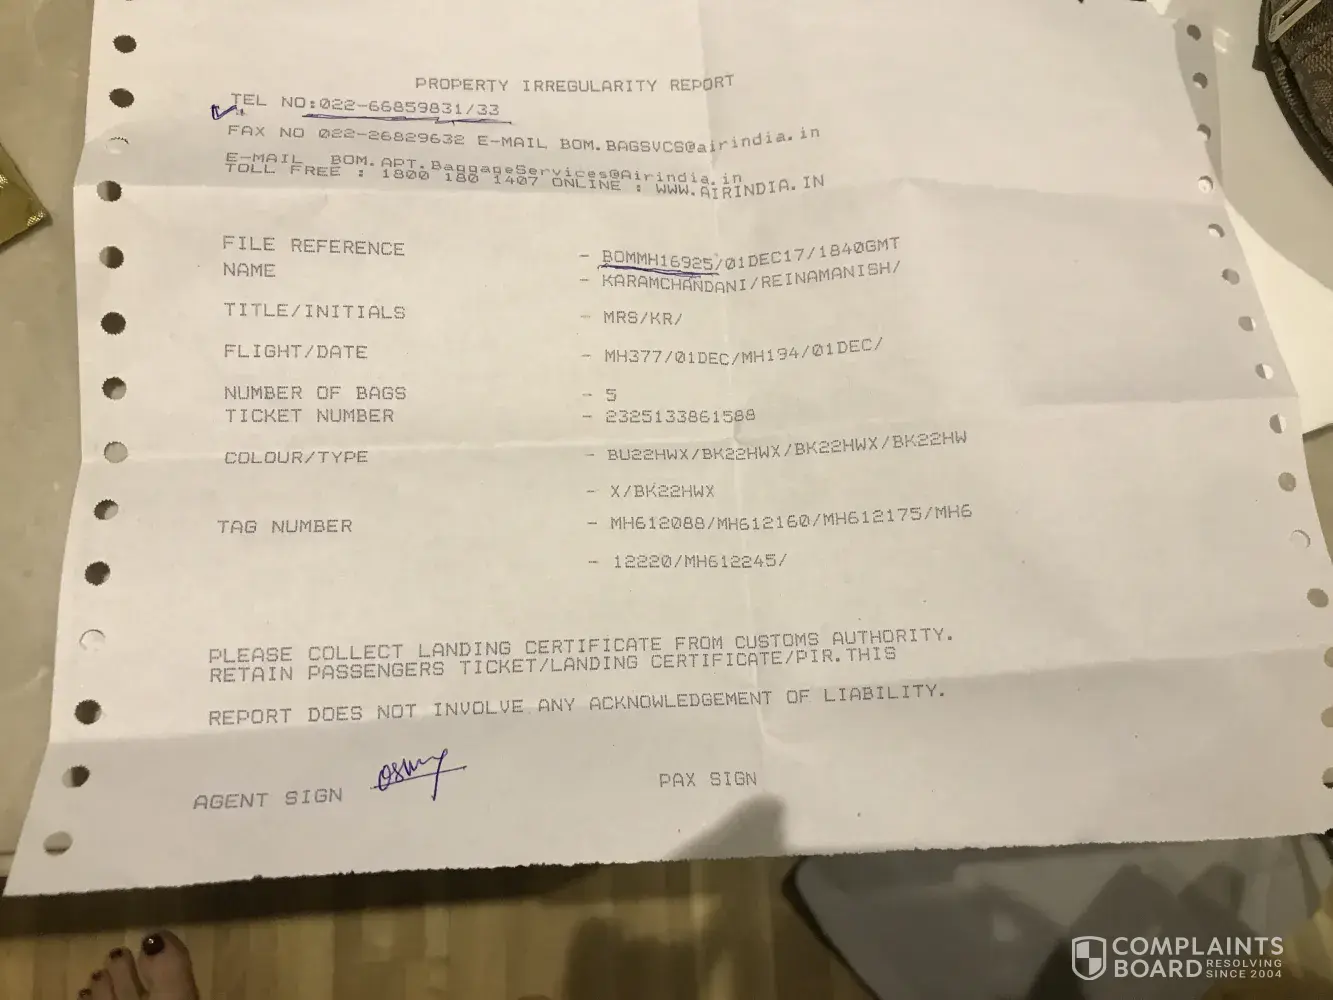 PROPERTY IRREGULARITY REPORT
TEL NO:022-66859831/33
FAX NO 022-26829632 E-MAIL BOM.BAGSVCS@airindia.in
E-MAIL BOM.APT.BaggageServices@Airindia.in
TOLL FREE : 1800 180 1407 ONLINE : WWW.AIRINDIA.IN
FILE REFERENCE - BOMMH16925/01DEC17/1840GMT
NAME - KARAMCHANDANI/REINAMANISH/
TITLE/INITIALS - MRS/KR/
FLIGHT/DATE - MH377/01DEC/MH194/01DEC/
NUMBER OF BAGS - 5
TICKET NUMBER - 2325133861588
COLOUR/TYPE - BU22HWX/BK22HWX/BK22HWX/BK22HW
- X/BK22HWX
TAG NUMBER - MH612088/MH612160/MH612175/MH6
- 12220/MH612245/
PLEASE COLLECT LANDING CERTIFICATE FROM CUSTOMS AUTHORITY.
RETAIN PASSENGERS TICKET/LANDING CERTIFICATE/PIR.THIS
REPORT DOES NOT INVOLVE ANY ACKNOWLEDGEMENT OF LIABILITY.
AGENT SIGN PAX SIGN
COMPLAINTS
BOARD RESOLVING
SINCE 2004